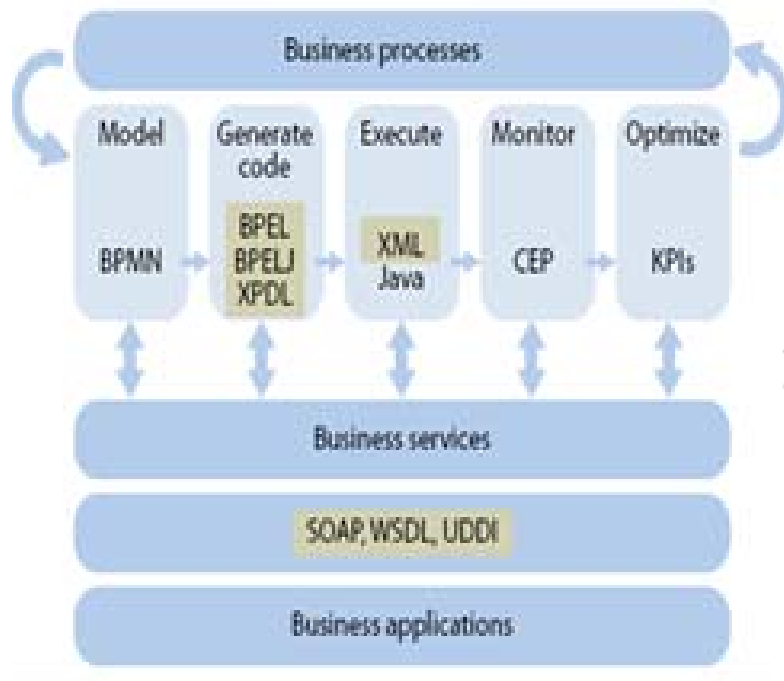 Business processes
Model
BPMN
Generate
code
BPEL
BPELJ
XPDL
Execute
XML
Java
Monitor
CEP
Optimize
KPIs
Business services
SOAP, WSDL, UDDI
Business applications